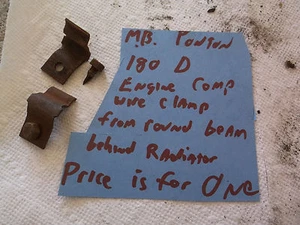 M.B. Ponton
180 D
Engine Comp
wire clamp
from round beam
behind Radiator
Price is for One